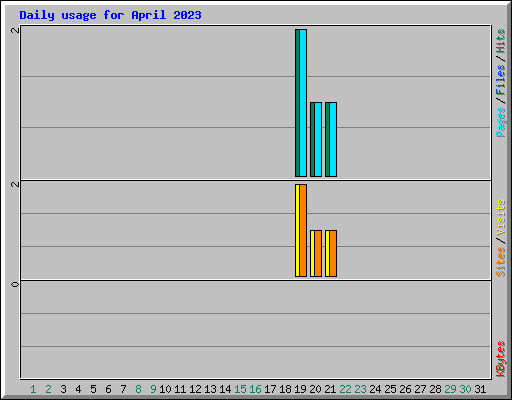 Daily usage for April 2023
2
2
0
Pages/Files/Hits
Sites/Visits
KBytes
1 2 3 4 5 6 7 8 9 10 11 12 13 14 15 16 17 18 19 20 21 22 23 24 25 26 27 28 29 30 31